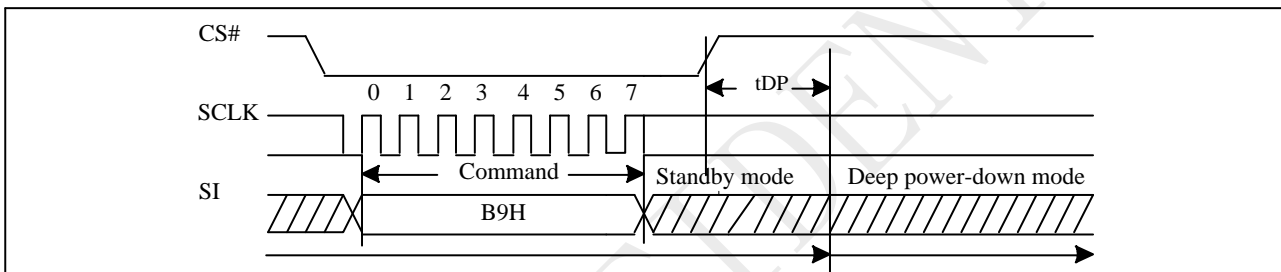 CS#
tDP
0 1 2 3 4 5 6 7
SCLK
Command
Standby mode
Deep power-down mode
SI
B9H